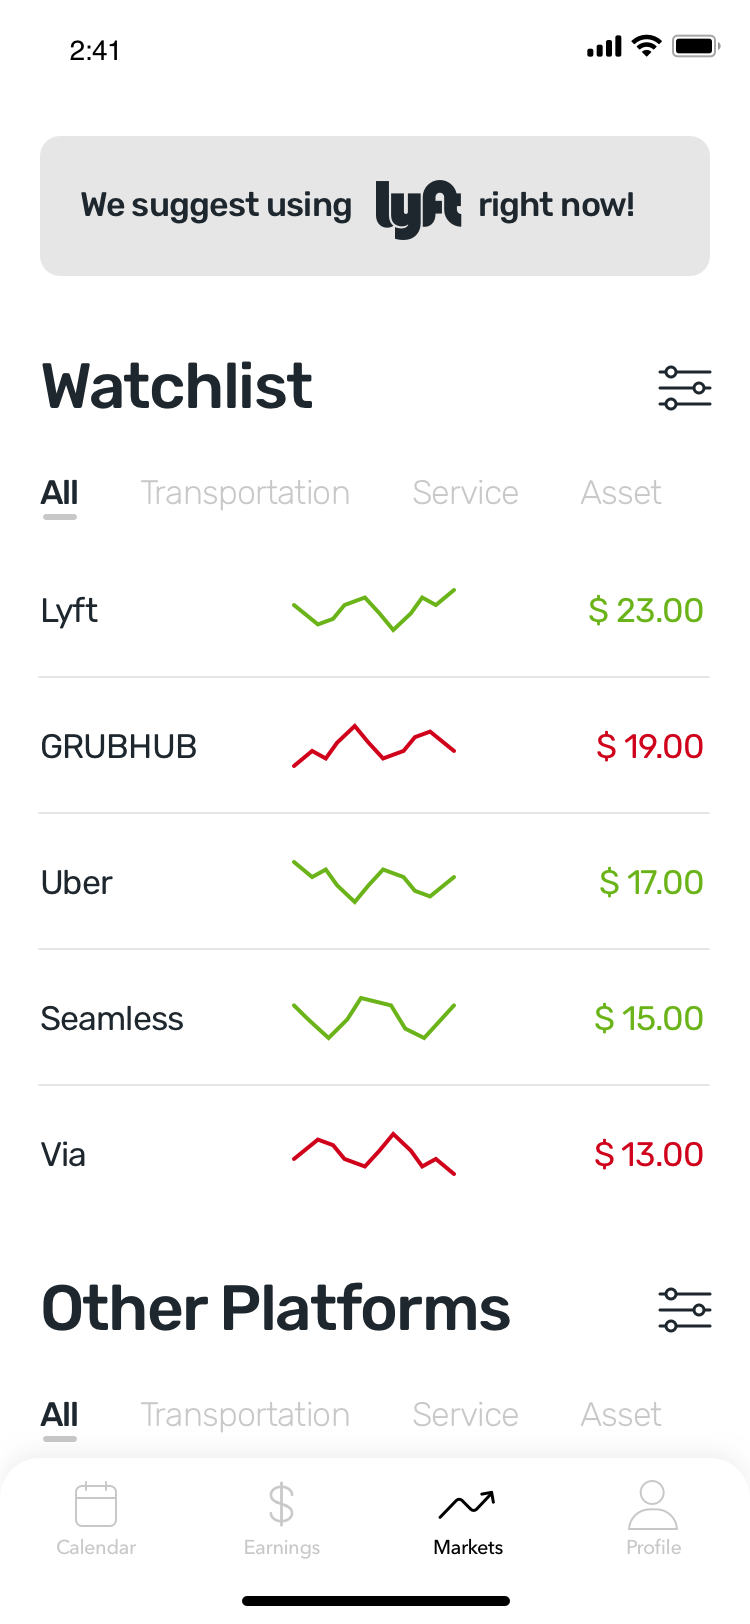 2:41
We suggest using lyft right now!
Watchlist
All Transportation Service Asset
Lyft $ 23.00
GRUBHUB $ 19.00
Uber $ 17.00
Seamless $ 15.00
Via $ 13.00
Other Platforms
All Transportation Service Asset
Calendar Earnings Markets Profile